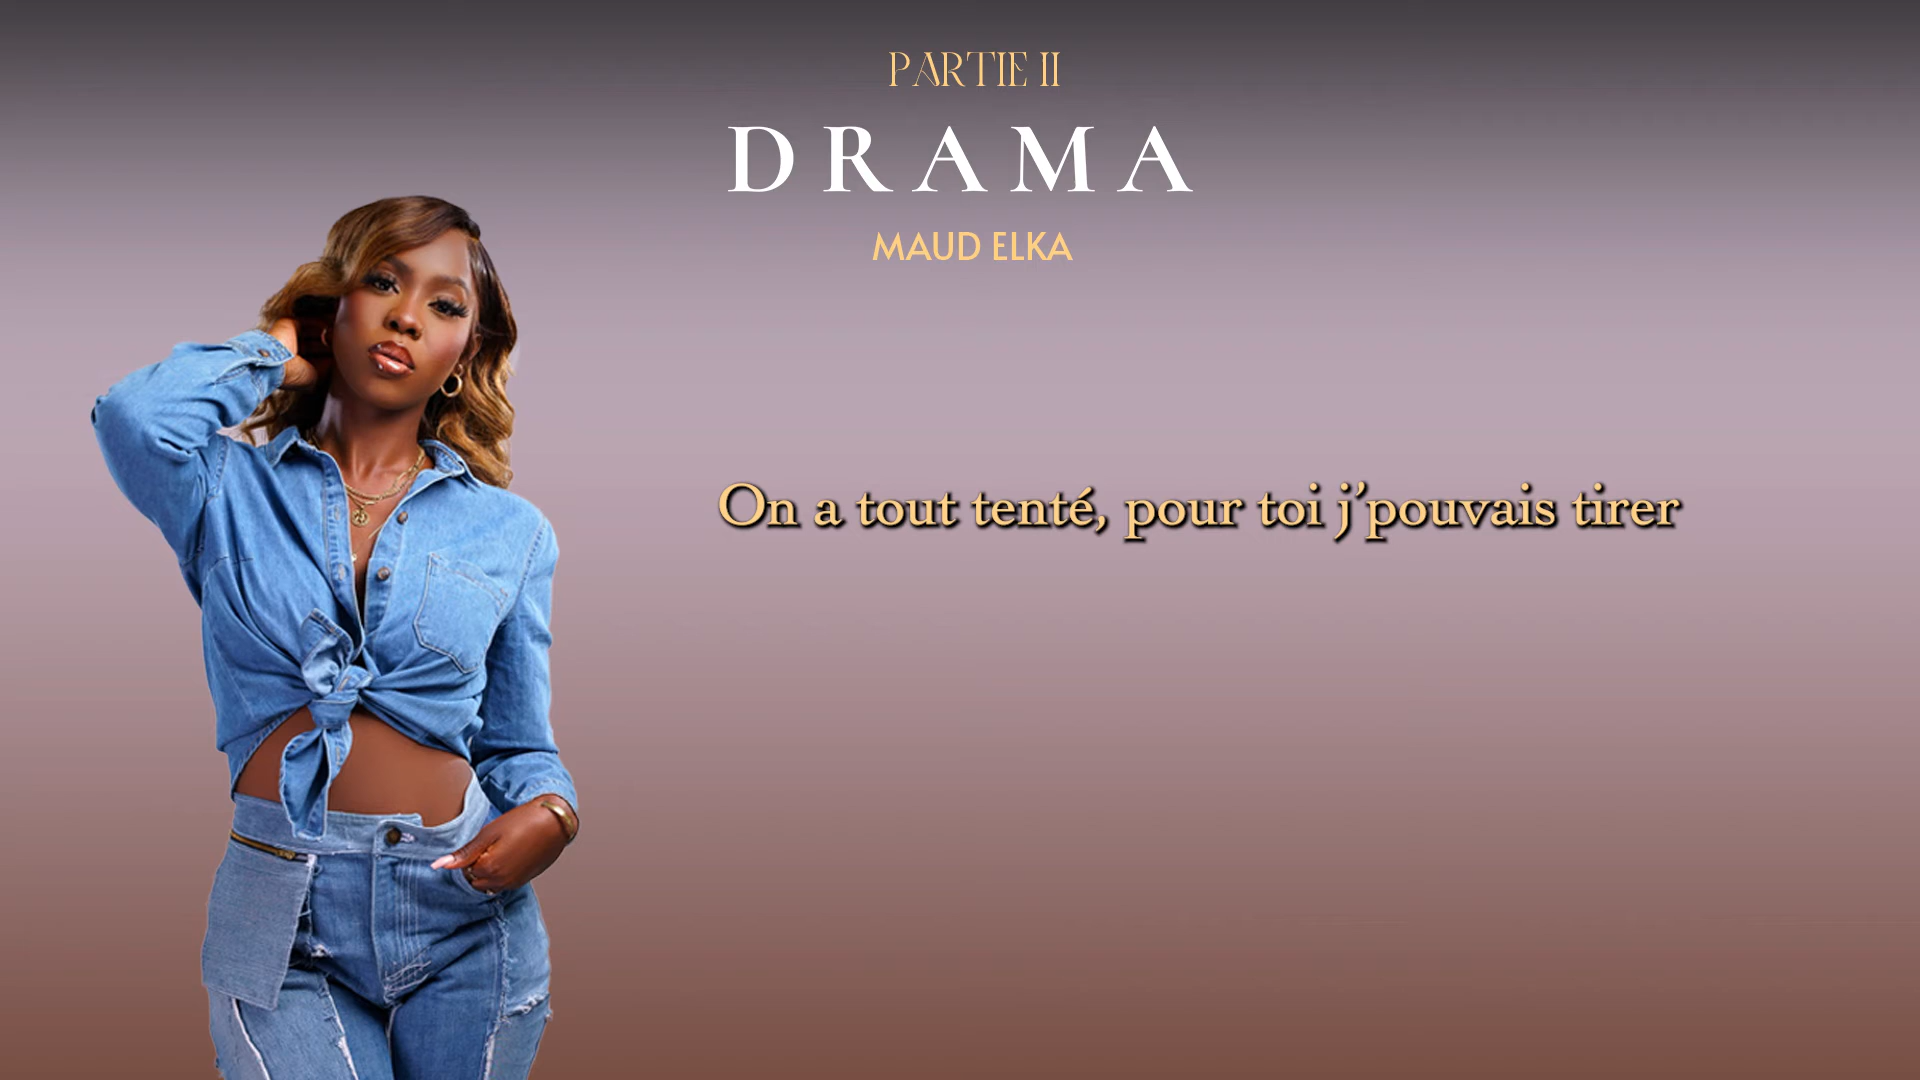 PARTIE II
DRAMA
MAUD ELKA
On a tout tenté, pour toi j’pouvais tirer